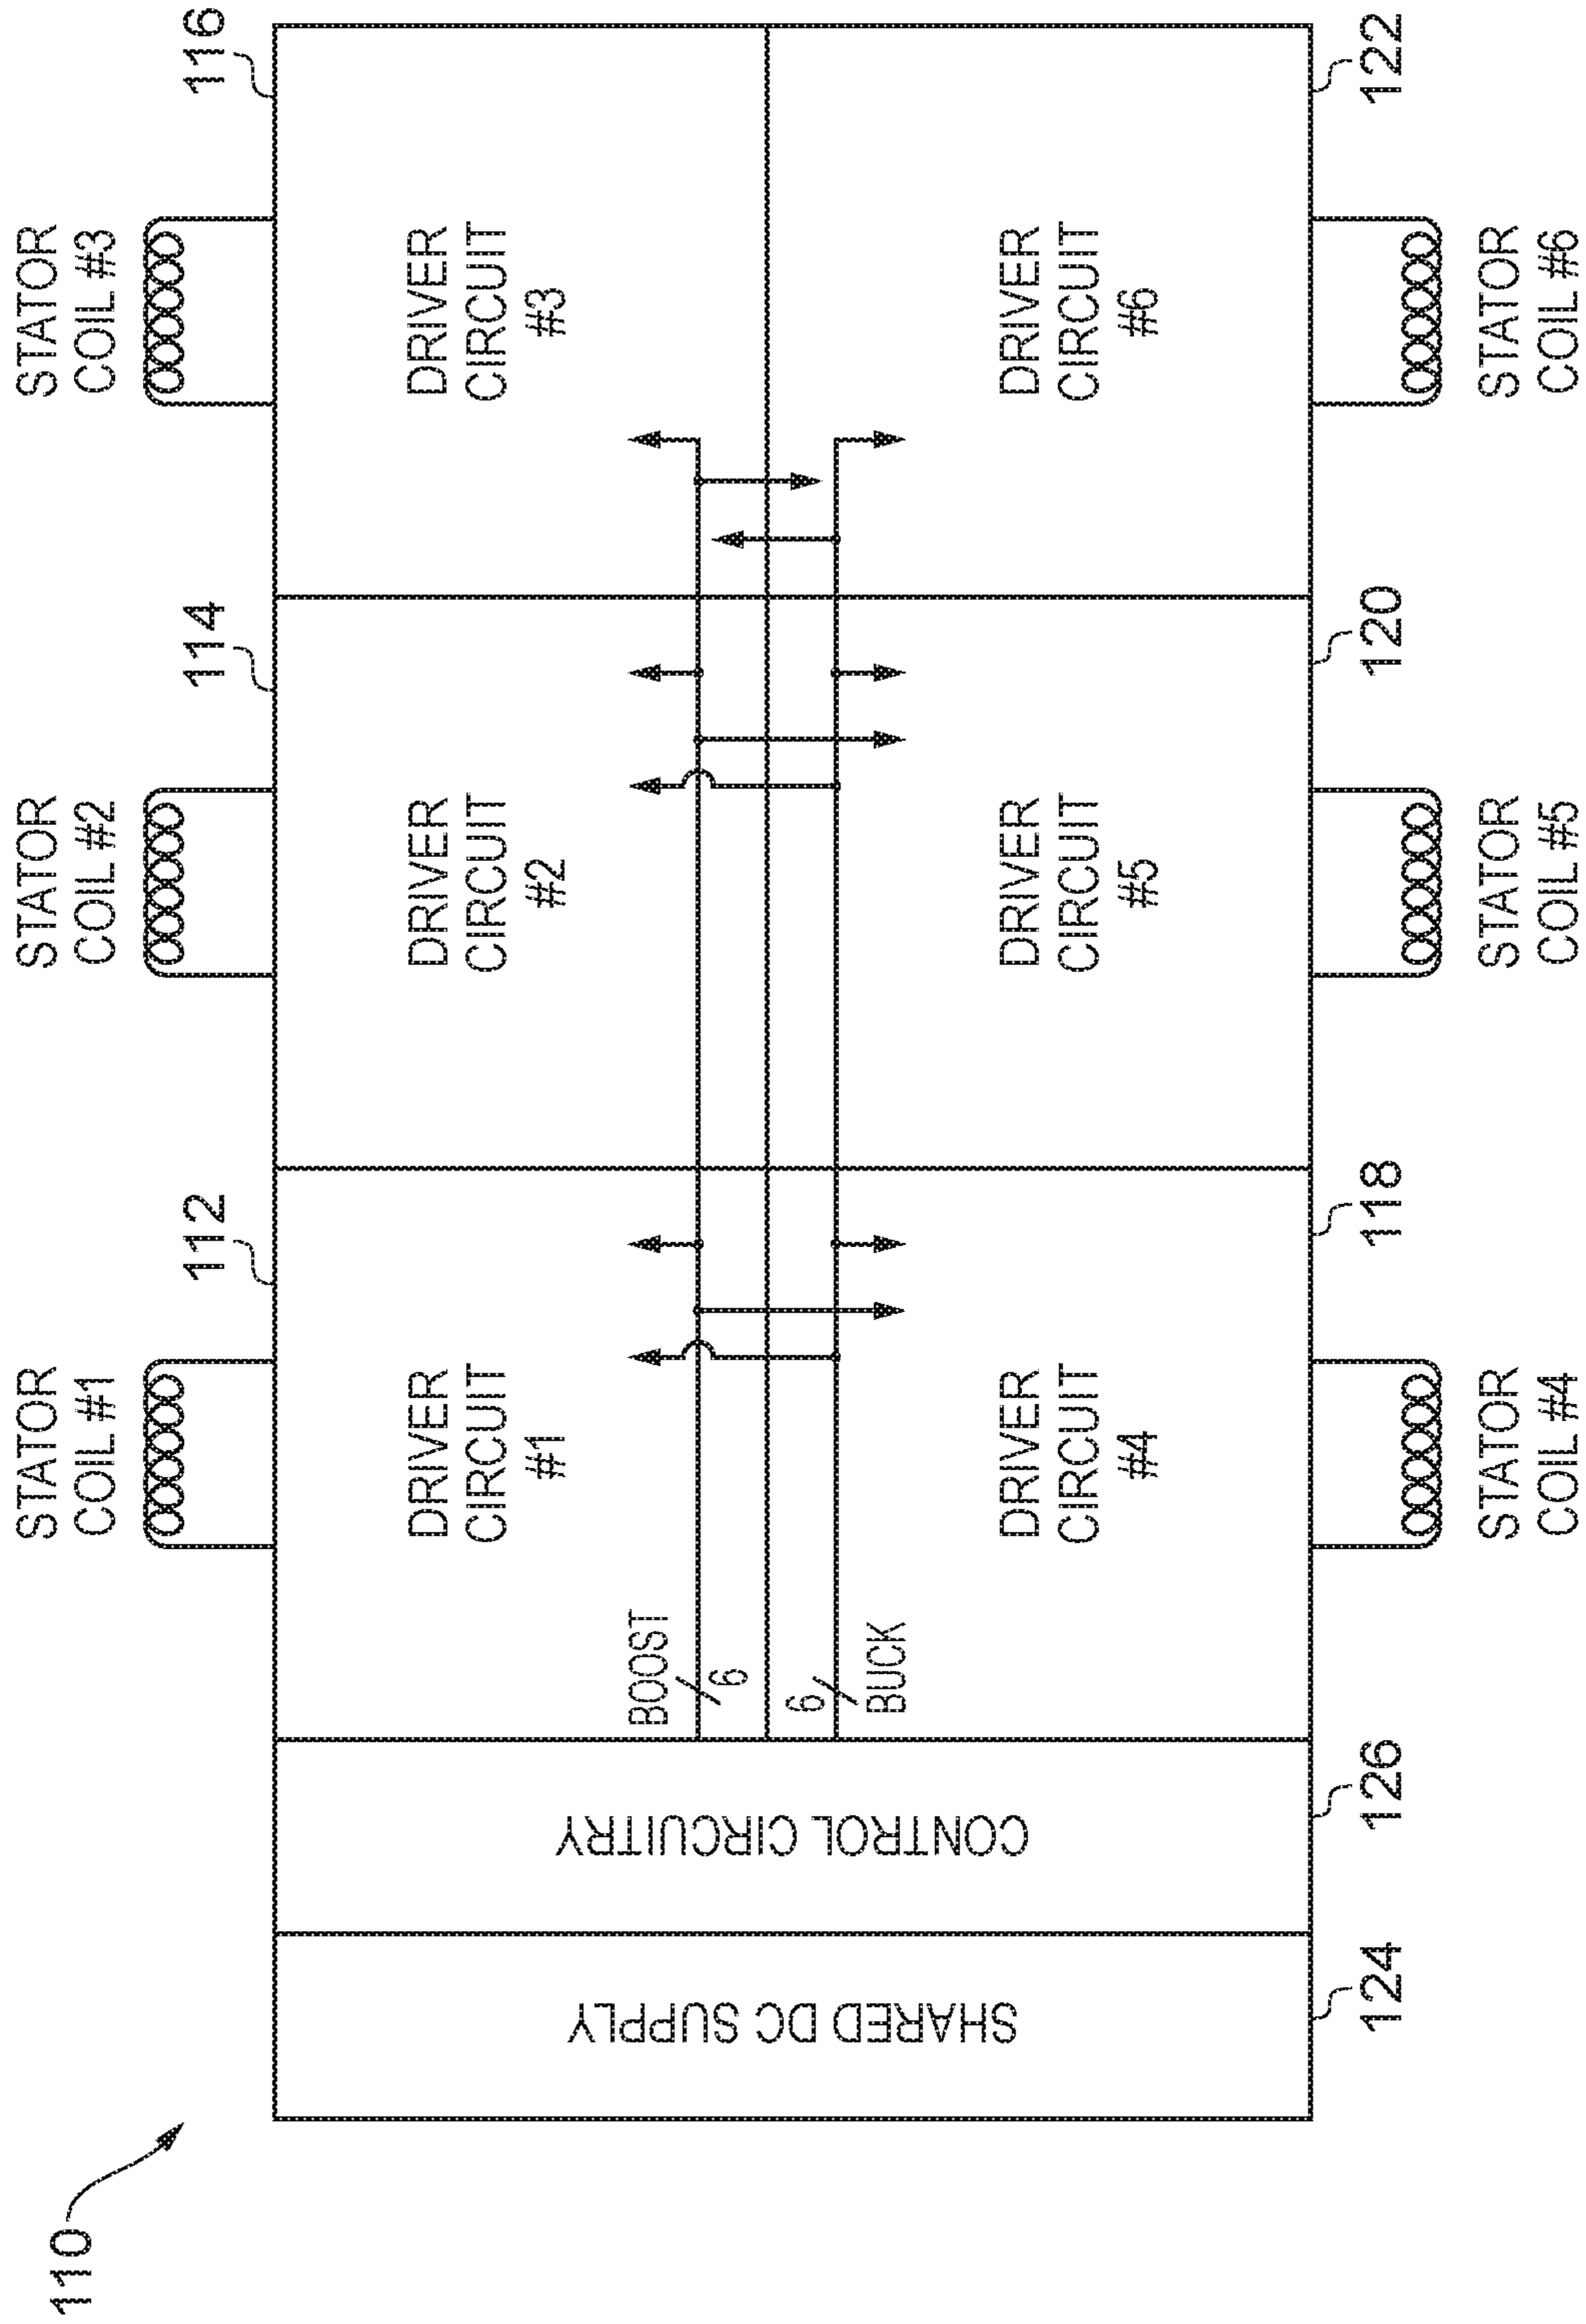 110
STATOR
COIL #1
STATOR
COIL #2
STATOR
COIL #3
112
114
116
DRIVER
CIRCUIT
#1
DRIVER
CIRCUIT
#2
DRIVER
CIRCUIT
#3
SHARED DC SUPPLY
CONTROL CIRCUITRY
BOOST
6
6
BUCK
DRIVER
CIRCUIT
#4
DRIVER
CIRCUIT
#5
DRIVER
CIRCUIT
#6
124
126
118
120
122
STATOR
COIL #4
STATOR
COIL #5
STATOR
COIL #6